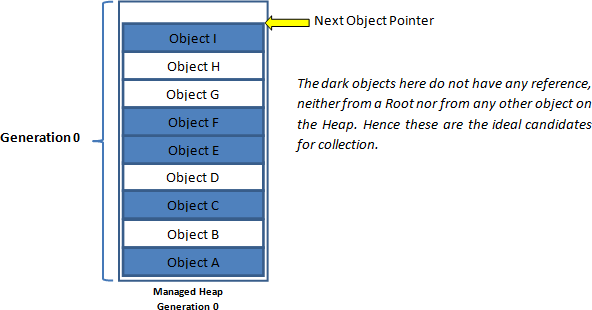 Next Object Pointer
Object I
Object H
Object G
Object F
Object E
Object D
Object C
Object B
Object A
Generation 0
The dark objects here do not have any reference,
neither from a Root nor from any other object on
the Heap. Hence these are the ideal candidates
for collection.
Managed Heap
Generation 0